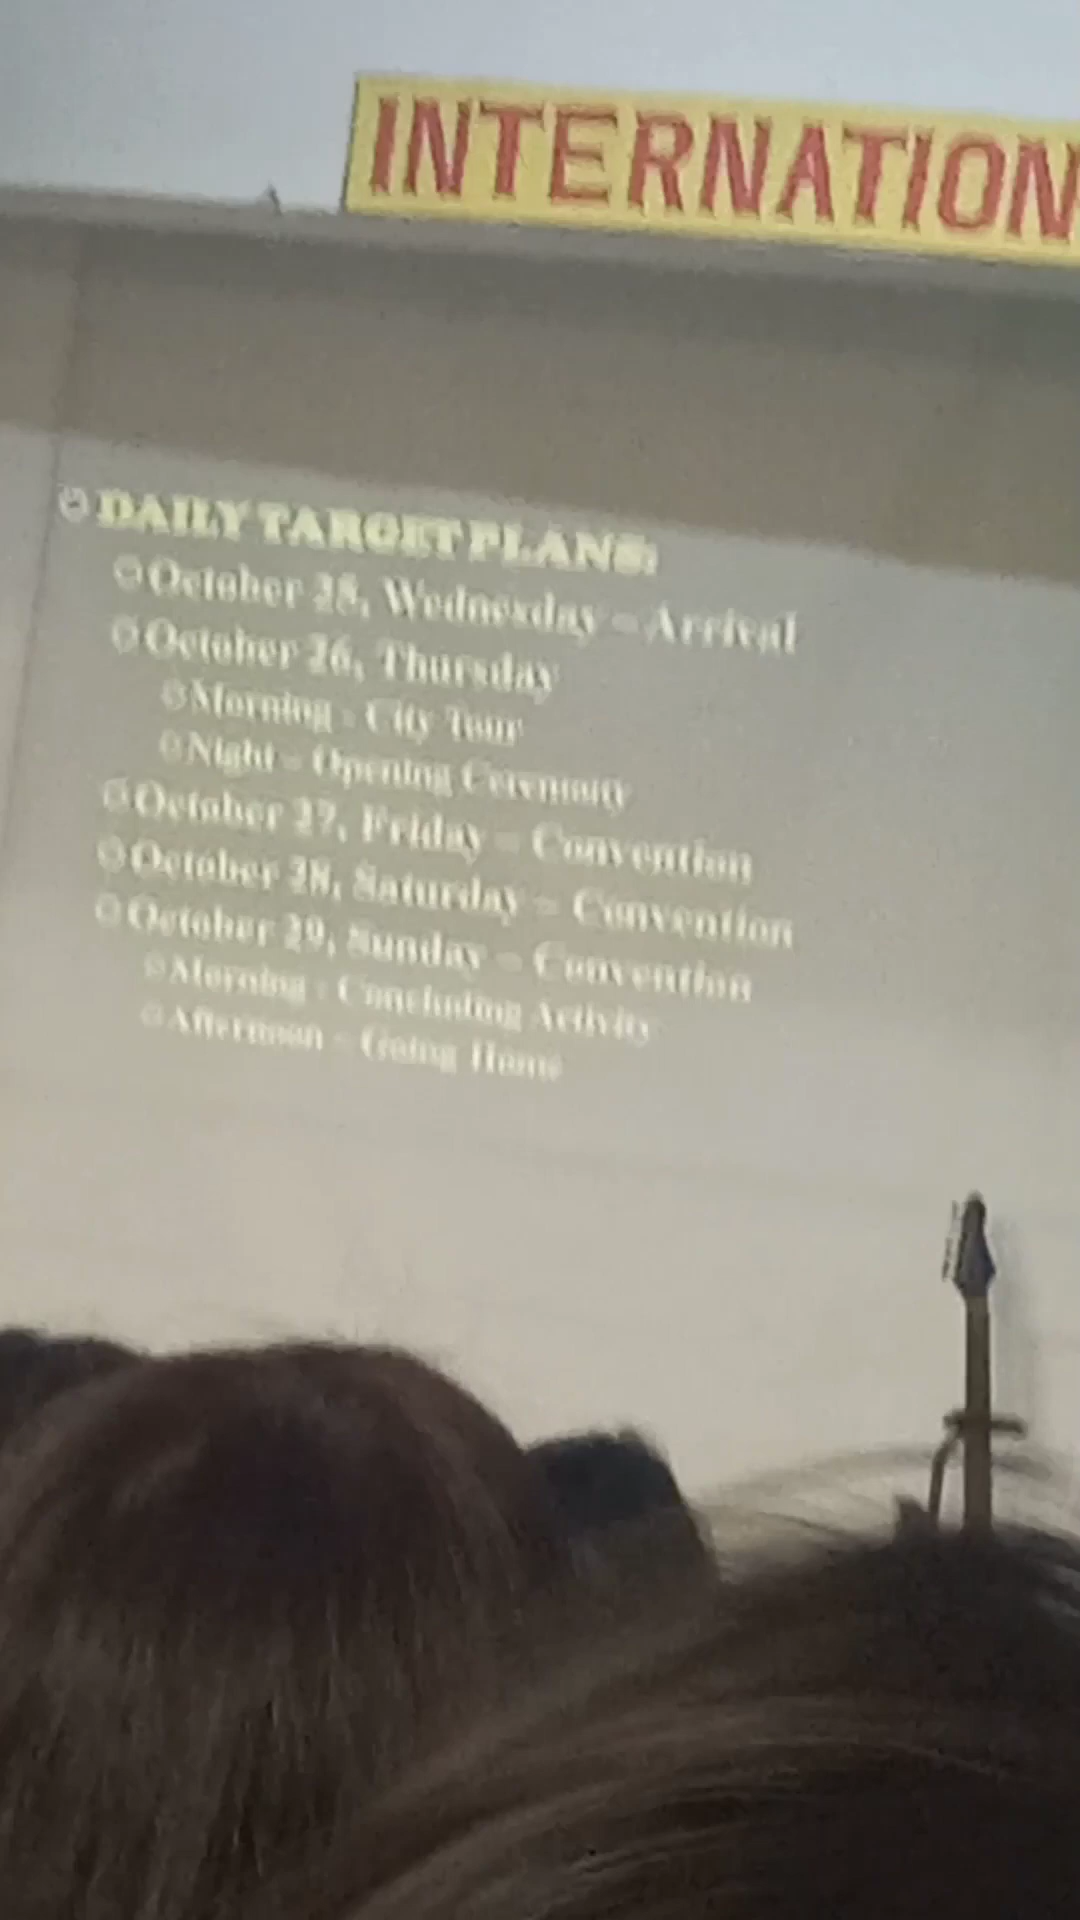 INTERNATION
DAILY TARGET PLANS:
October 25, Wednesday – Arrival
October 26, Thursday
Morning - City Tour
Night – Opening Ceremony
October 27, Friday – Convention
October 28, Saturday – Convention
October 29, Sunday – Convention
Morning - Concluding Activity
Afternoon – Going Home